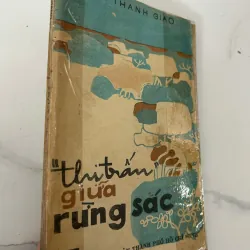 THANH GIAO
"thị trấn"
giữa
rừng sác